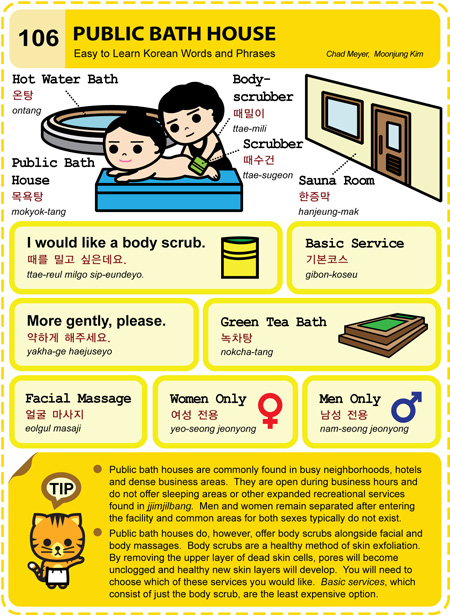 106
PUBLIC BATH HOUSE
Easy to Learn Korean Words and Phrases
Chad Meyer, Moonjung Kim
Hot Water Bath
온탕
ontang
Body-
scrubber
때밀이
ttae-mili
Scrubber
때수건
ttae-sugeon
Public Bath
House
목욕탕
mokyok-tang
Sauna Room
한증막
hanjeung-mak
I would like a body scrub.
때를 밀고 싶은데요.
ttae-reul milgo sip-eundeyo.
Basic Service
기본코스
gibon-koseu
More gently, please.
약하게 해주세요.
yakha-ge haejuseyo
Green Tea Bath
녹차탕
nokcha-tang
Facial Massage
얼굴 마사지
eolgul masaji
Women Only
여성 전용
yeo-seong jeonyong
Men Only
남성 전용
nam-seong jeonyong
TIP
Public bath houses are commonly found in busy neighborhoods, hotels
and dense business areas. They are open during business hours and
do not offer sleeping areas or other expanded recreational services
found in jjimjilbang. Men and women remain separated after entering
the facility and common areas for both sexes typically do not exist.
Public bath houses do, however, offer body scrubs alongside facial and
body massages. Body scrubs are a healthy method of skin exfoliation.
By removing the upper layer of dead skin cells, pores will become
unclogged and healthy new skin layers will develop. You will need to
choose which of these services you would like. Basic services, which
consist of just the body scrub, are the least expensive option.